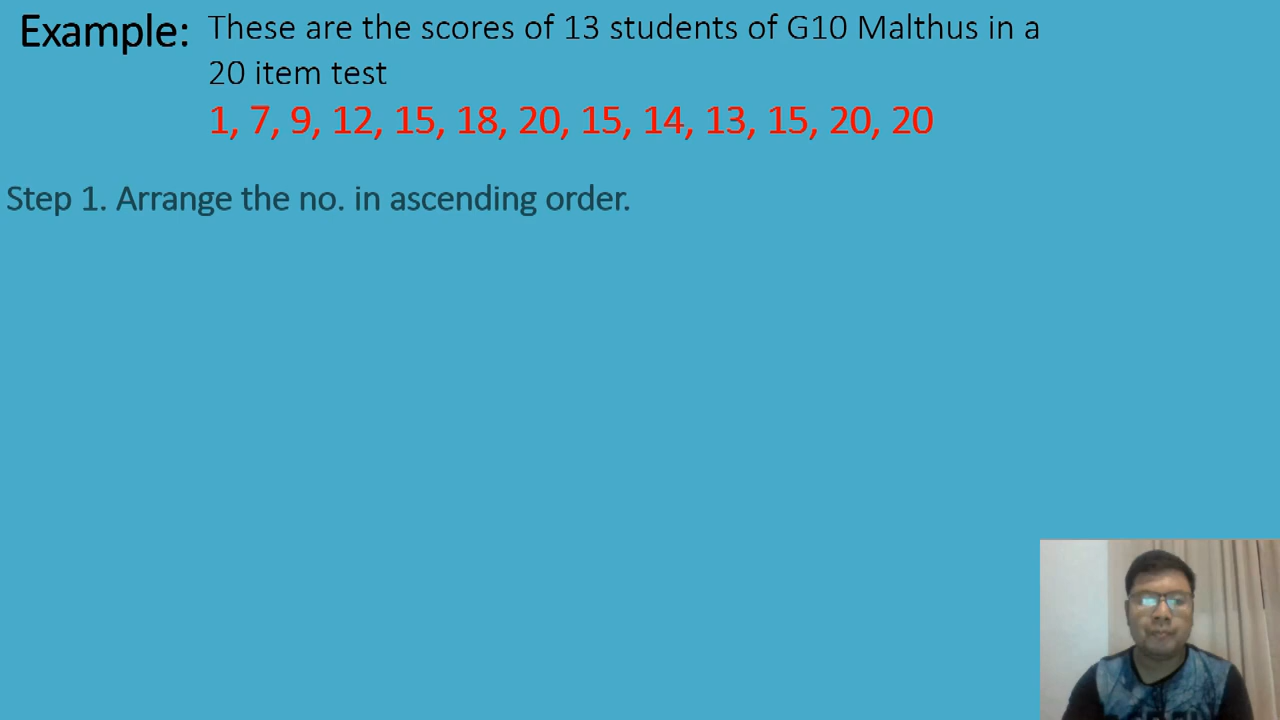 Example: These are the scores of 13 students of G10 Malthus in a
20 item test
1, 7, 9, 12, 15, 18, 20, 15, 14, 13, 15, 20, 20
Step 1. Arrange the no. in ascending order.